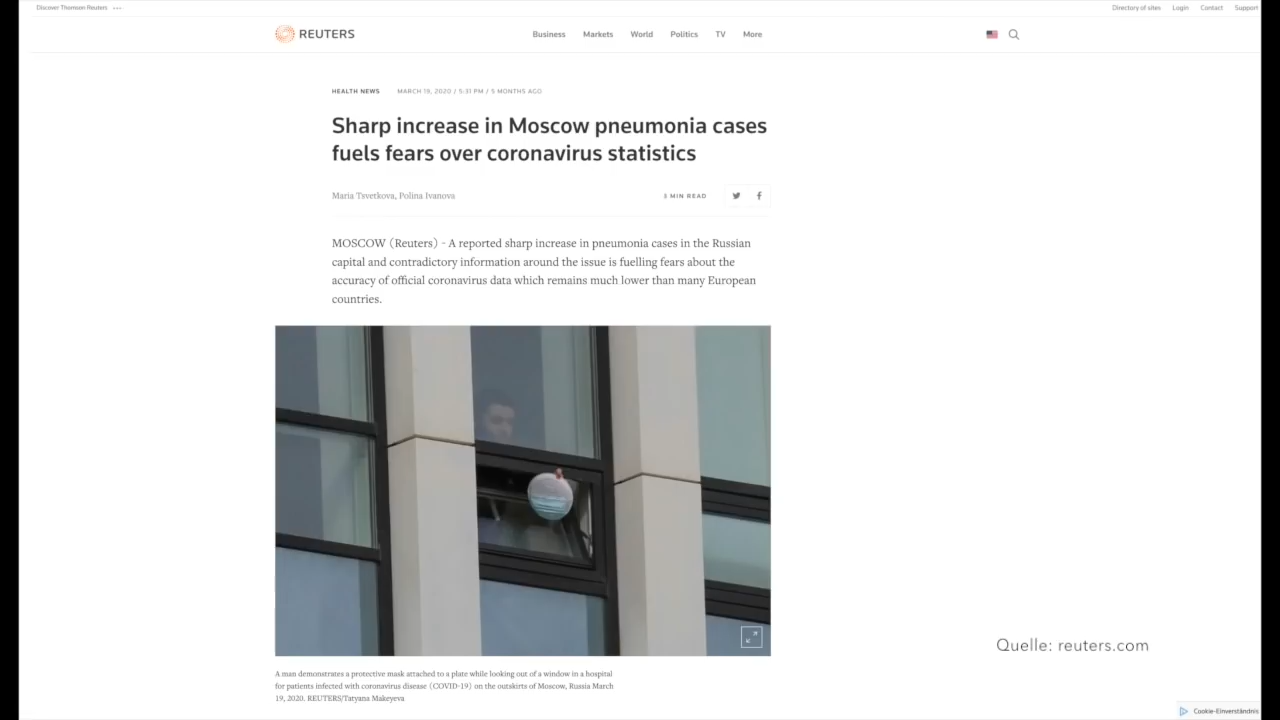 Discover Thomson Reuters
Directory of sites Login Contact Support
REUTERS
Business Markets World Politics TV More
HEALTH NEWS MARCH 19, 2020 / 5:31 PM / 5 MONTHS AGO
Sharp increase in Moscow pneumonia cases
fuels fears over coronavirus statistics
Maria Tsvetkova, Polina Ivanova
3 MIN READ
MOSCOW (Reuters) - A reported sharp increase in pneumonia cases in the Russian
capital and contradictory information around the issue is fuelling fears about the
accuracy of official coronavirus data which remains much lower than many European
countries.
A man demonstrates a protective mask attached to a plate while looking out of a window in a hospital
for patients infected with coronavirus disease (COVID-19) on the outskirts of Moscow, Russia March
19, 2020. REUTERS/Tatyana Makeyeva
Quelle: reuters.com
Cookie-Einverständnis